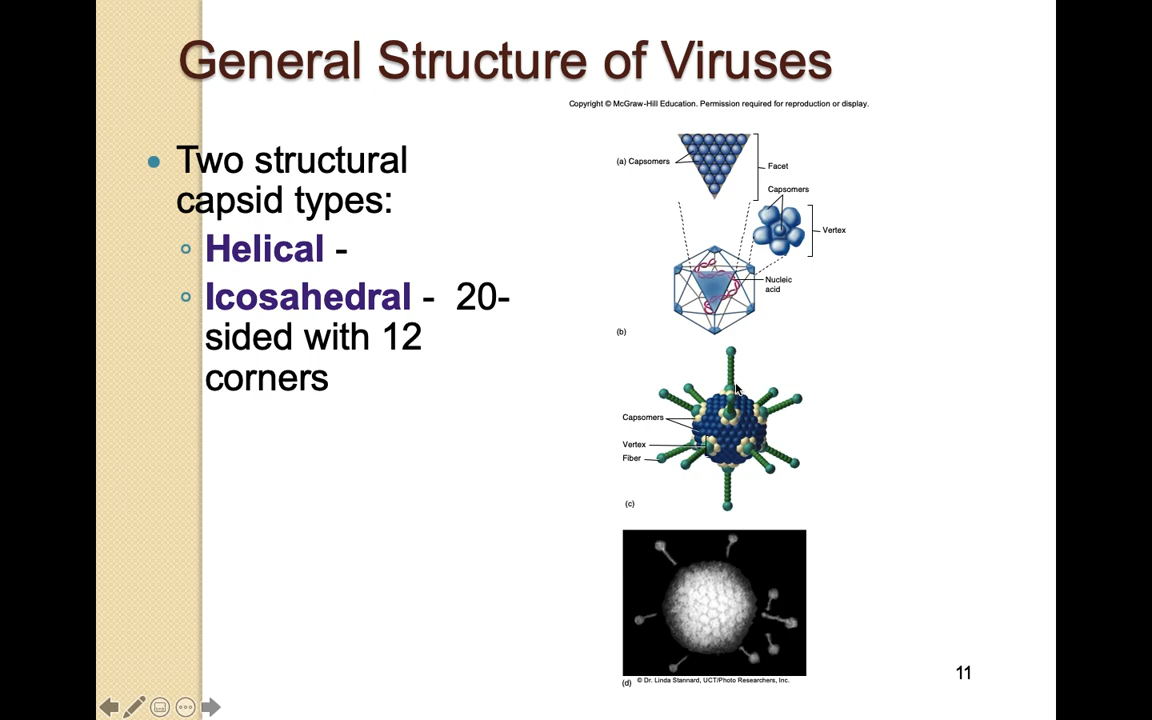 General Structure of Viruses
Copyright © McGraw-Hill Education. Permission required for reproduction or display.
• Two structural
capsid types:
◦ Helical -
◦ Icosahedral - 20-
sided with 12
corners
(a) Capsomers
Facet
Capsomers
Vertex
Nucleic
acid
(b)
Capsomers
Vertex
Fiber
(c)
(d) © Dr. Linda Stannard, UCT/Photo Researchers, Inc.
11